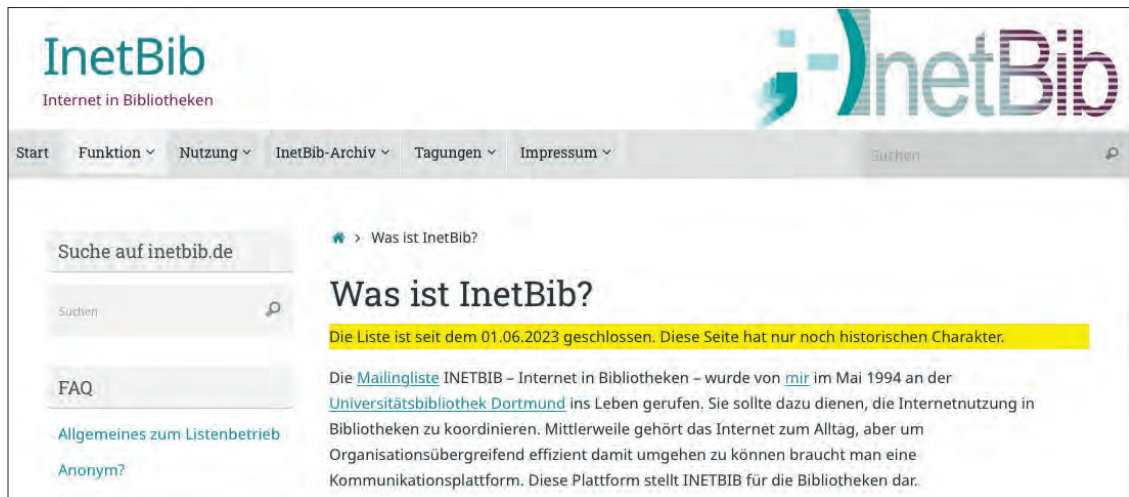 InetBib
Internet in Bibliotheken
;-)InetBib
Start Funktion Nutzung InetBib-Archiv Tagungen Impressum Suchen
Suche auf inetbib.de
Suchen
FAQ
Allgemeines zum Listenbetrieb
Anonym?
> Was ist InetBib?
Was ist InetBib?
Die Liste ist seit dem 01.06.2023 geschlossen. Diese Seite hat nur noch historischen Charakter.
Die Mailingliste INETBIB – Internet in Bibliotheken – wurde von mir im Mai 1994 an der
Universitätsbibliothek Dortmund ins Leben gerufen. Sie sollte dazu dienen, die Internetnutzung in
Bibliotheken zu koordinieren. Mittlerweile gehört das Internet zum Alltag, aber um
Organisationsübergreifend effizient damit umgehen zu können braucht man eine
Kommunikationsplattform. Diese Plattform stellt INETBIB für die Bibliotheken dar.